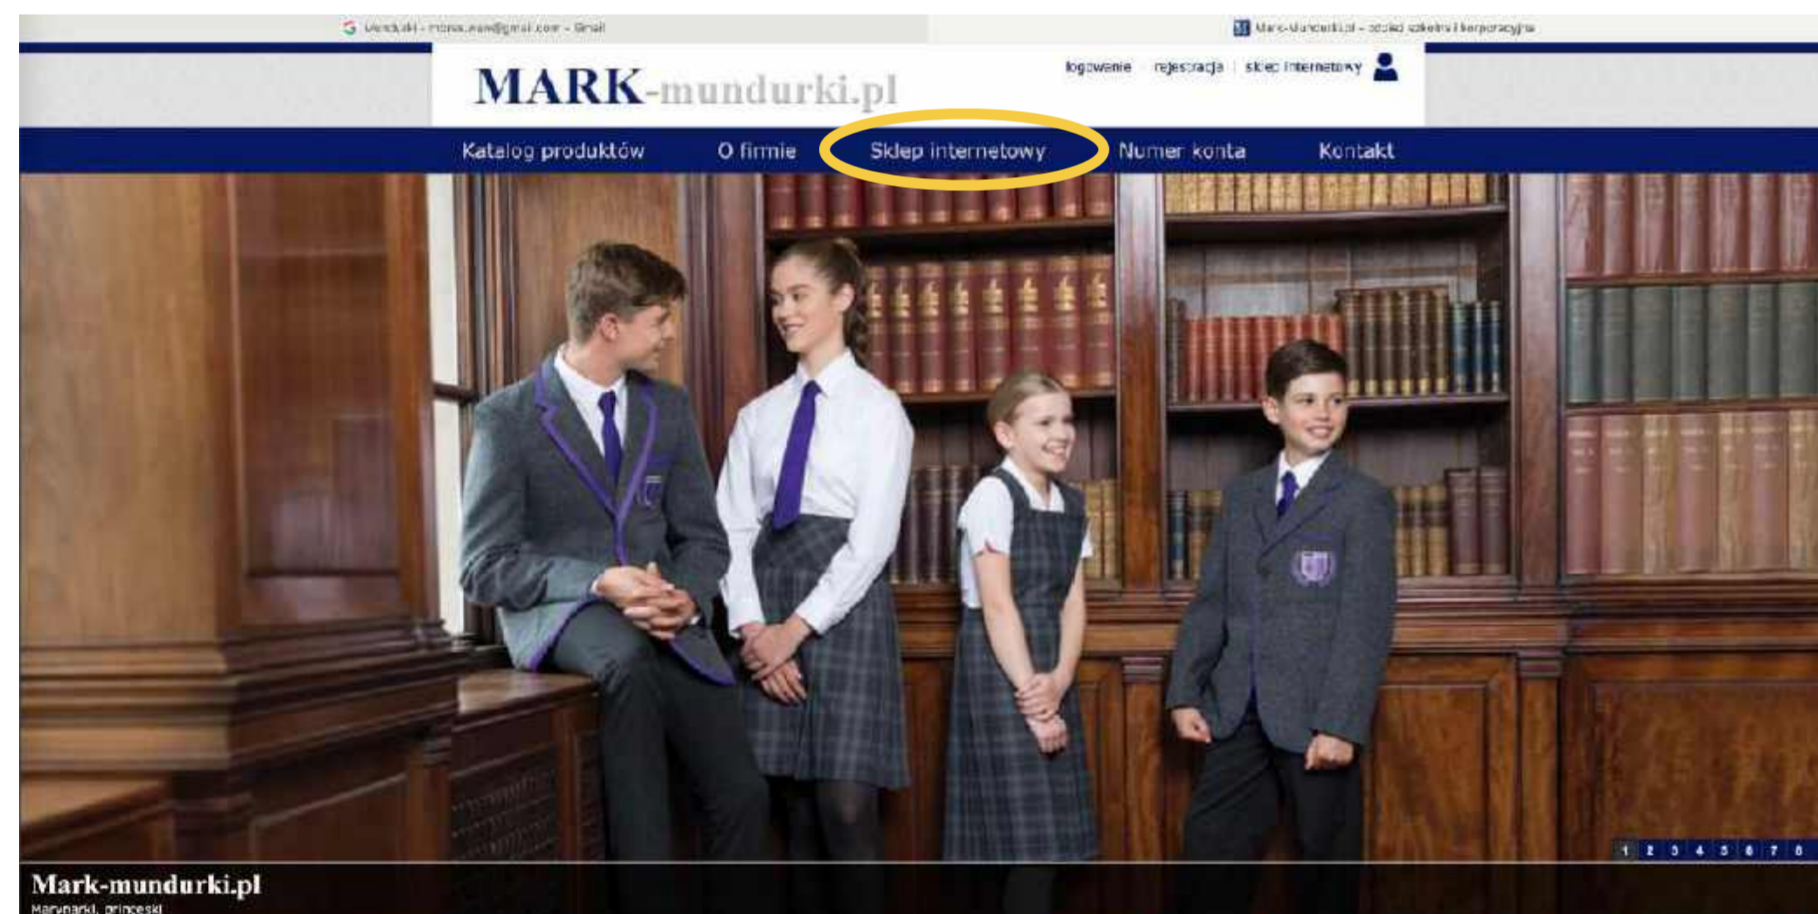 Gmail
MARK-mundurki.pl
logowanie rejestracja sklep internetowy
Katalog produktów O firmie Sklep internetowy Numer konta Kontakt
1 2 3 4 5 6 7 8
Mark-mundurki.pl
Marynarki, princeski